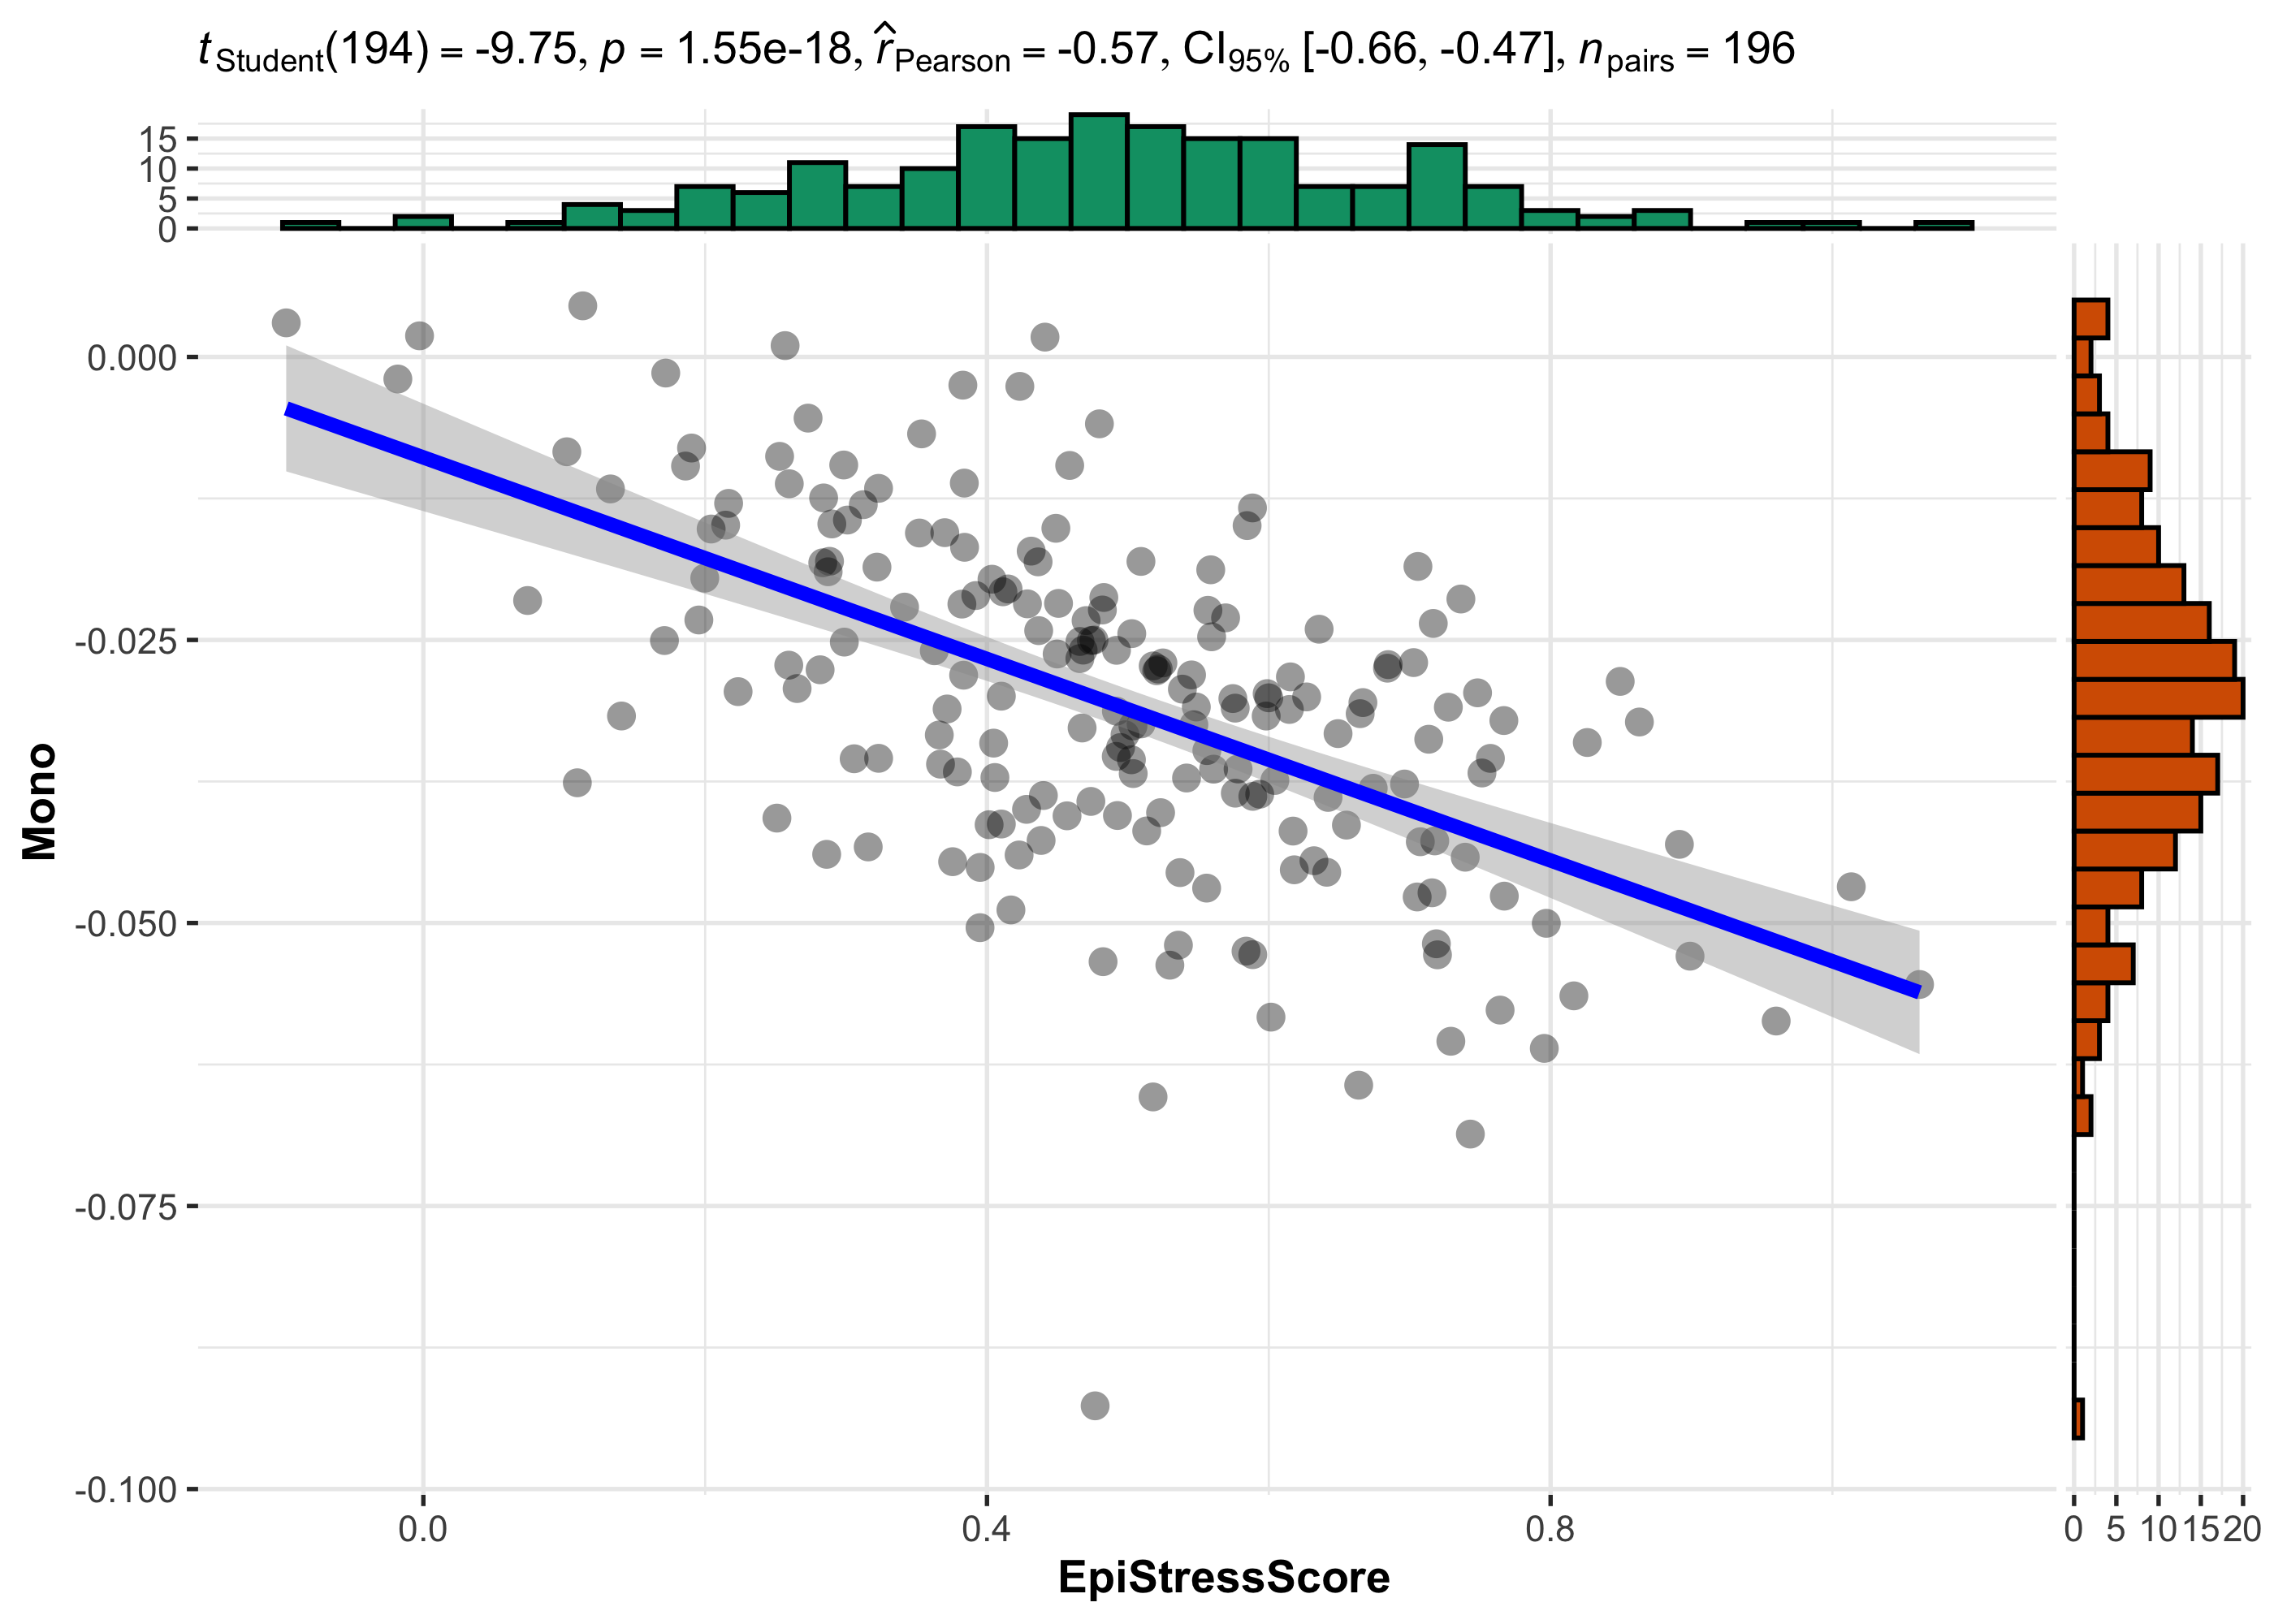 t Student(194) = -9.75, p = 1.55e-18, r̂ Pearson = -0.57, CI95% [-0.66, -0.47], n pairs = 196
15
10
5
0
0.000
-0.025
-0.050
-0.075
-0.100
Mono
0.0 0.4 0.8 0 5 10 15 20
EpiStressScore